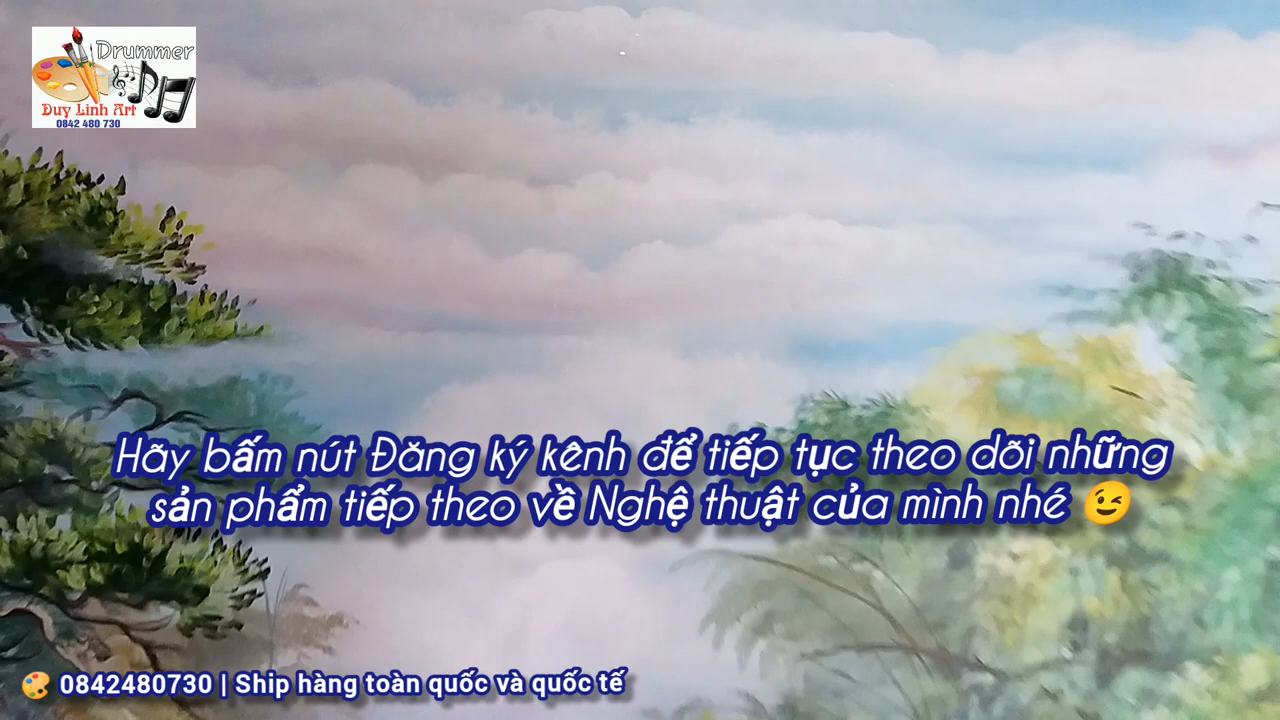 Drummer
Duy Linh Art
0842 480 730
Hãy bấm nút Đăng ký kênh để tiếp tục theo dõi những
sản phẩm tiếp theo về Nghệ thuật của mình nhé 😉
🎨 0842480730 | Ship hàng toàn quốc và quốc tế